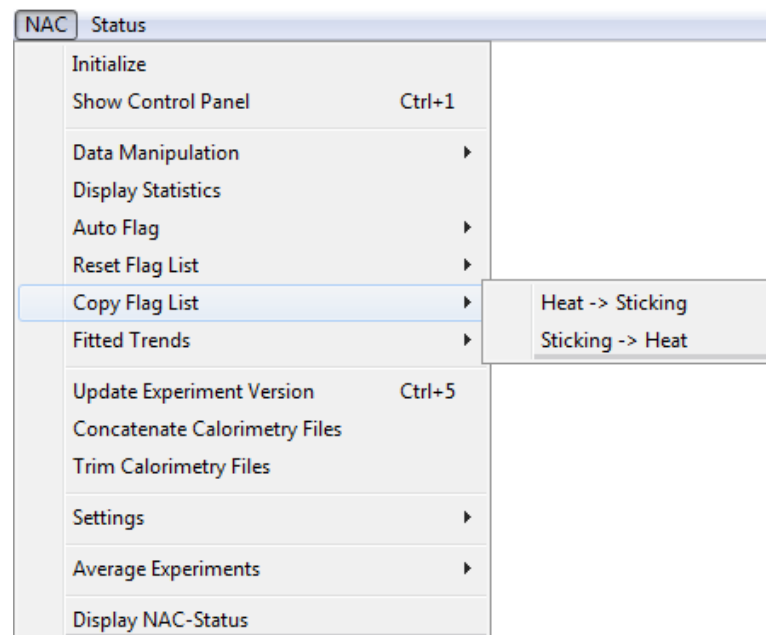 NAC Status
Initialize
Show Control Panel Ctrl+1
Data Manipulation
Display Statistics
Auto Flag
Reset Flag List
Copy Flag List
Heat -> Sticking
Fitted Trends
Sticking -> Heat
Update Experiment Version Ctrl+5
Concatenate Calorimetry Files
Trim Calorimetry Files
Settings
Average Experiments
Display NAC-Status